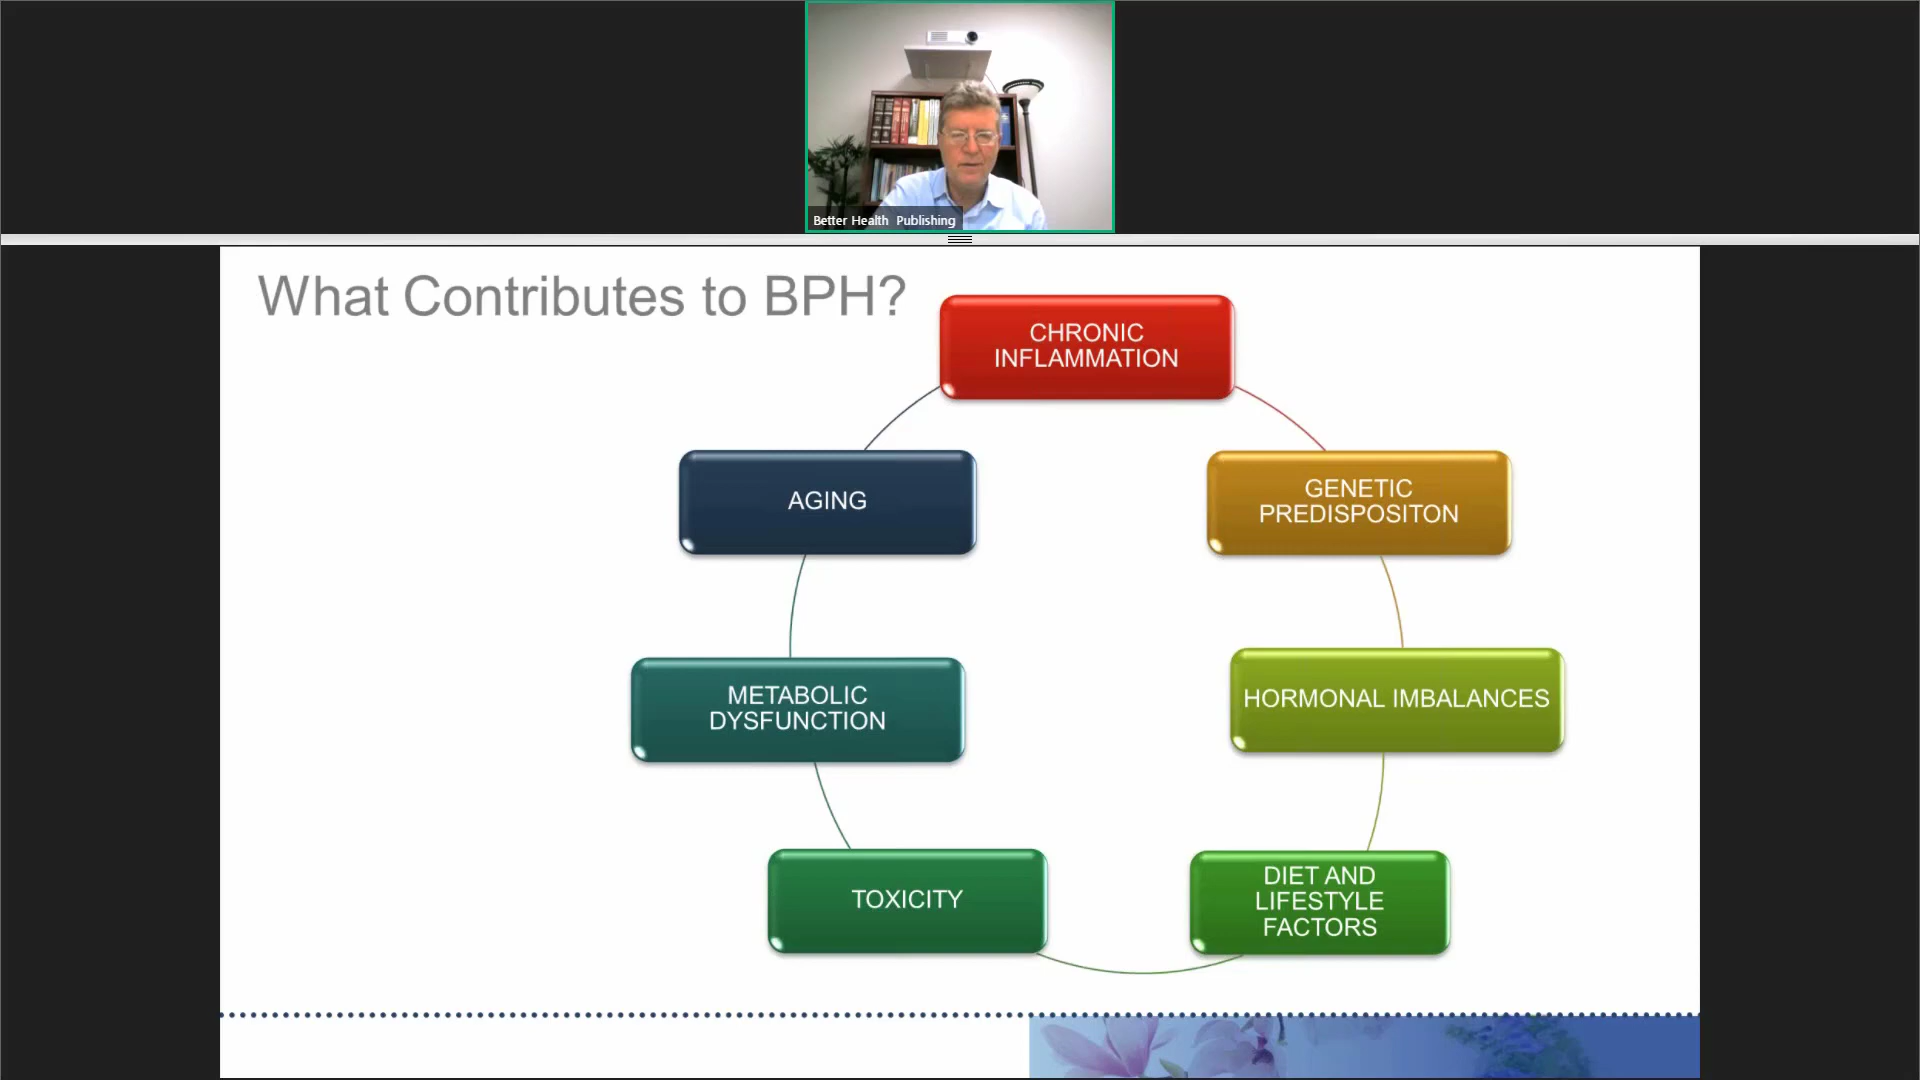 Better Health Publishing
What Contributes to BPH?
CHRONIC
INFLAMMATION
AGING
GENETIC
PREDISPOSITON
METABOLIC
DYSFUNCTION
HORMONAL IMBALANCES
TOXICITY
DIET AND
LIFESTYLE
FACTORS